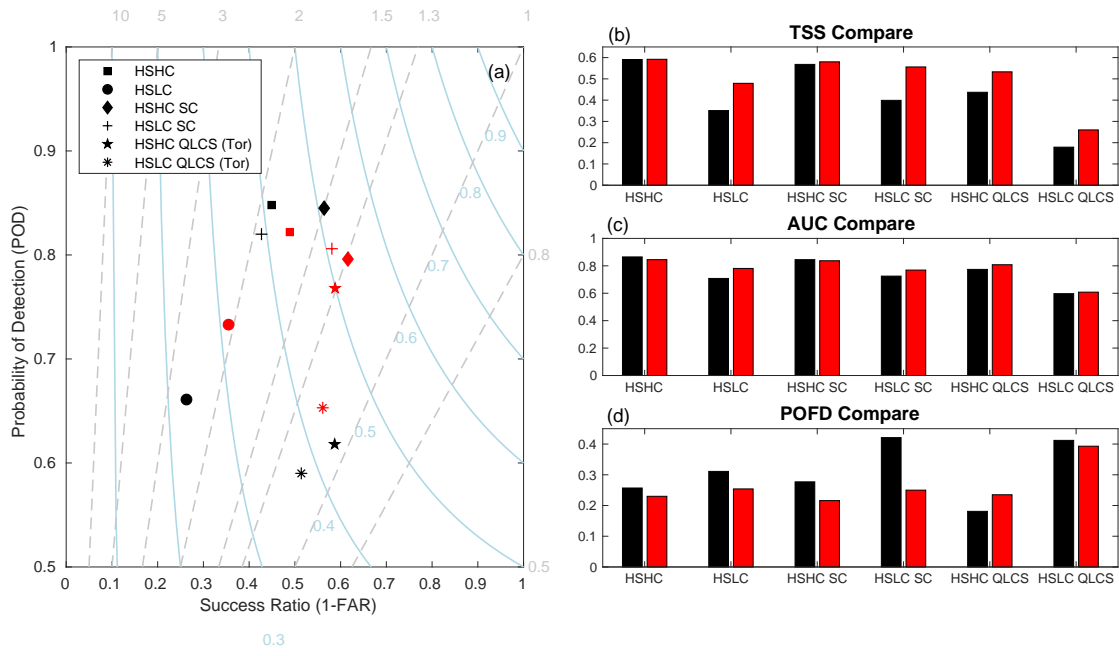 10 5 3 2 1.5 1.3 1
(a)
HSHC
HSLC
HSHC SC
HSLC SC
HSHC QLCS (Tor)
HSLC QLCS (Tor)
1
0.9
0.8
0.7
0.6
0.5
Probability of Detection (POD)
0.9
0.8
0.7
0.6
0.5
0.4
0.3
0.8
0.5
0 0.1 0.2 0.3 0.4 0.5 0.6 0.7 0.8 0.9 1
Success Ratio (1-FAR)
(b)
TSS Compare
0.6
0.5
0.4
0.3
0.2
0.1
0
HSHC HSLC HSHC SC HSLC SC HSHC QLCS HSLC QLCS
(c)
AUC Compare
1
0.8
0.6
0.4
0.2
0
HSHC HSLC HSHC SC HSLC SC HSHC QLCS HSLC QLCS
(d)
POFD Compare
0.4
0.3
0.2
0.1
0
HSHC HSLC HSHC SC HSLC SC HSHC QLCS HSLC QLCS